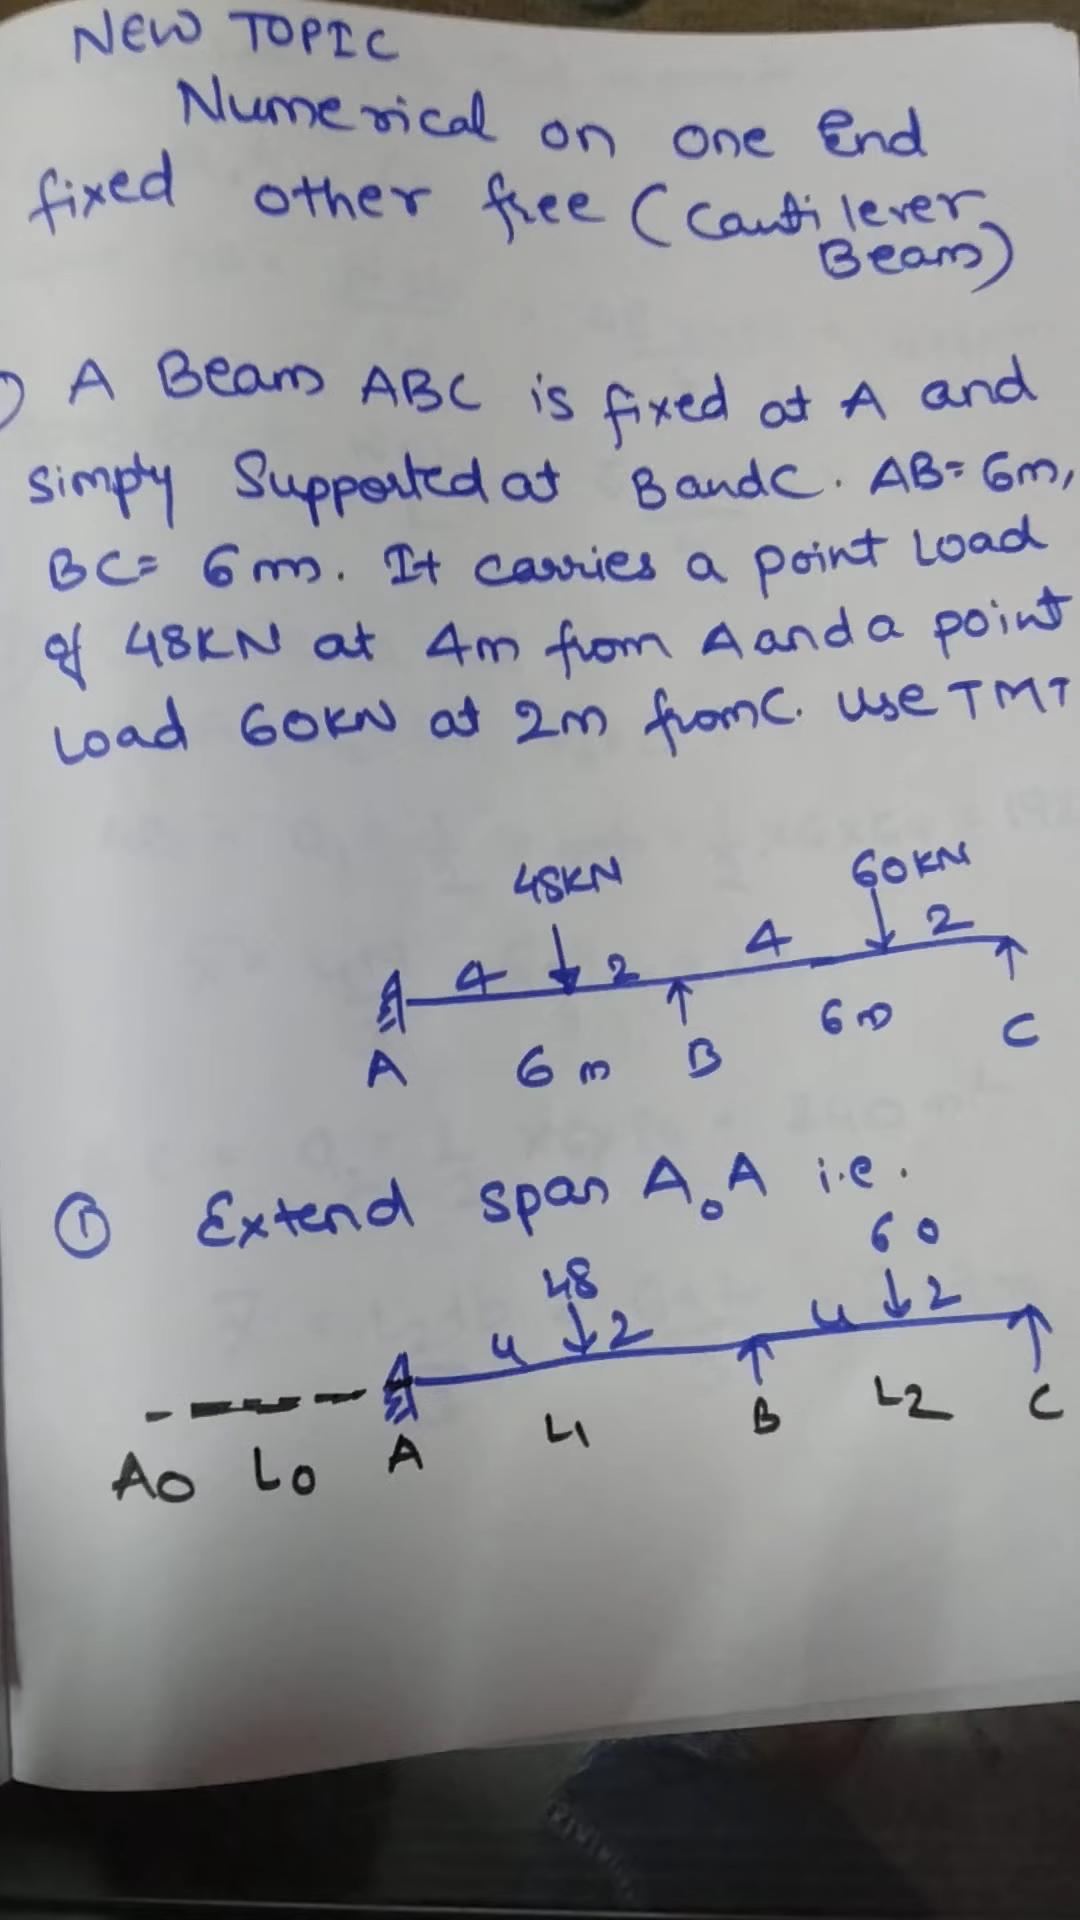 NEW TOPIC
Numerical on one End
fixed other free (Cantilever
Beam)
A Beam ABC is fixed at A and
simply Supported at B and C. AB = 6m,
BC = 6m. It carries a point Load
of 48KN at 4m from A and a point
Load 60KN at 2m from C. Use TMT
48KN 60KN
4 2 4 2
A 6m B 6m C
① Extend span A₀A i.e.
48 60
4 2 4 2
A₀ L₀ A L1 B L2 C